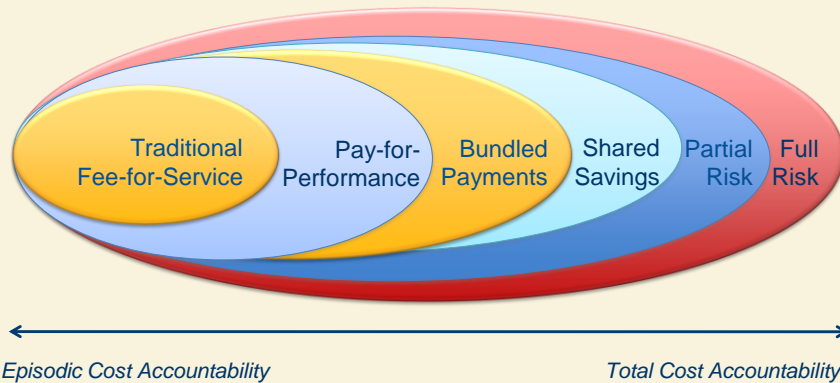 Traditional
Fee-for-Service
Pay-for-
Performance
Bundled
Payments
Shared
Savings
Partial
Risk
Full
Risk
Episodic Cost Accountability
Total Cost Accountability